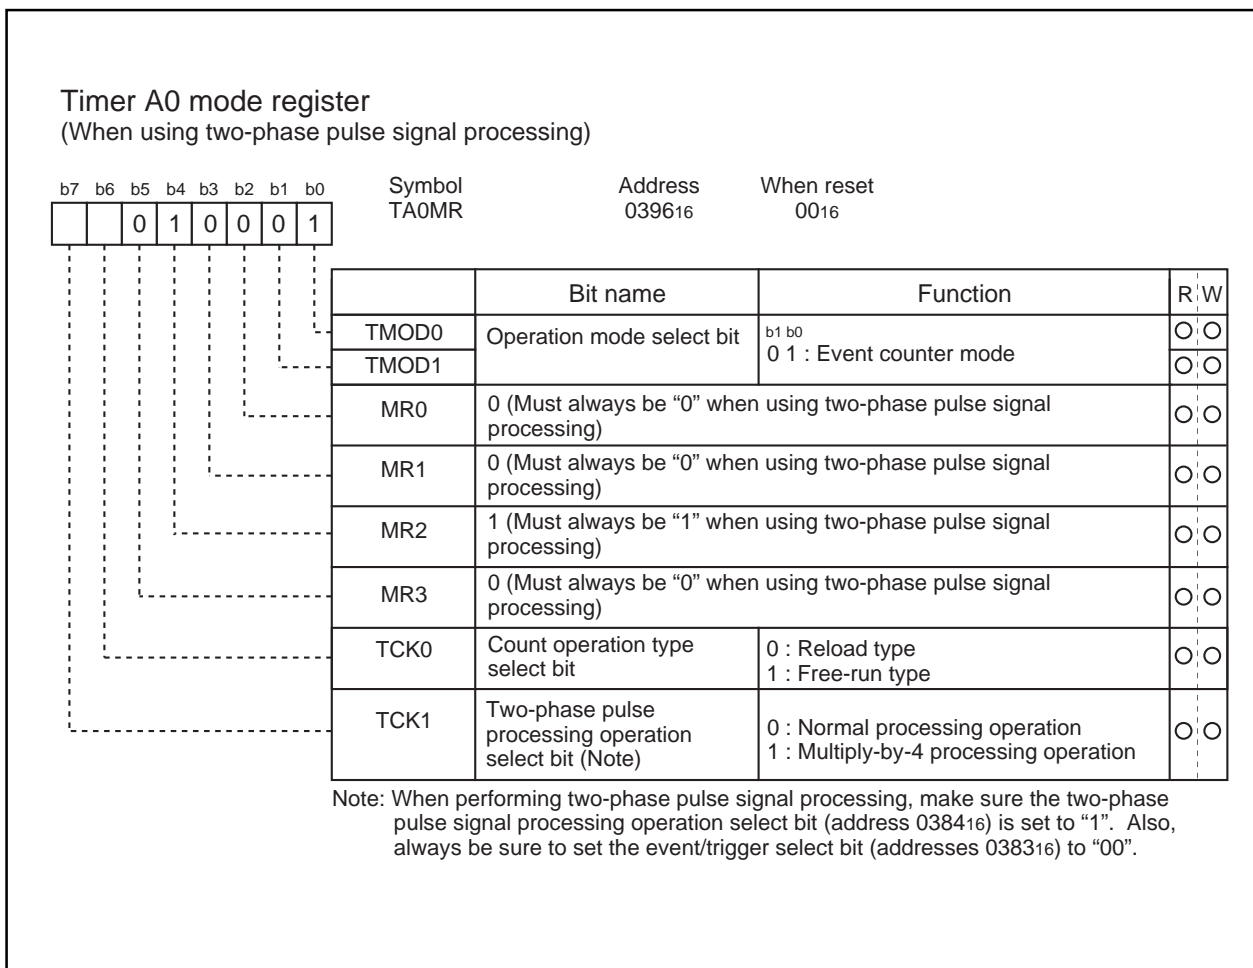 Timer A0 mode register
(When using two-phase pulse signal processing)
b7 b6 b5 b4 b3 b2 b1 b0
0 1 0 0 0 1
Symbol Address When reset
TA0MR 039616 0016
Bit name Function R W
TMOD0
TMOD1
Operation mode select bit
b1 b0
0 1 : Event counter mode
MR0
0 (Must always be “0” when using two-phase pulse signal
processing)
MR1
0 (Must always be “0” when using two-phase pulse signal
processing)
MR2
1 (Must always be “1” when using two-phase pulse signal
processing)
MR3
0 (Must always be “0” when using two-phase pulse signal
processing)
TCK0
Count operation type
select bit
0 : Reload type
1 : Free-run type
TCK1
Two-phase pulse
processing operation
select bit (Note)
0 : Normal processing operation
1 : Multiply-by-4 processing operation
Note: When performing two-phase pulse signal processing, make sure the two-phase
pulse signal processing operation select bit (address 038416) is set to “1”. Also,
always be sure to set the event/trigger select bit (addresses 038316) to “00”.